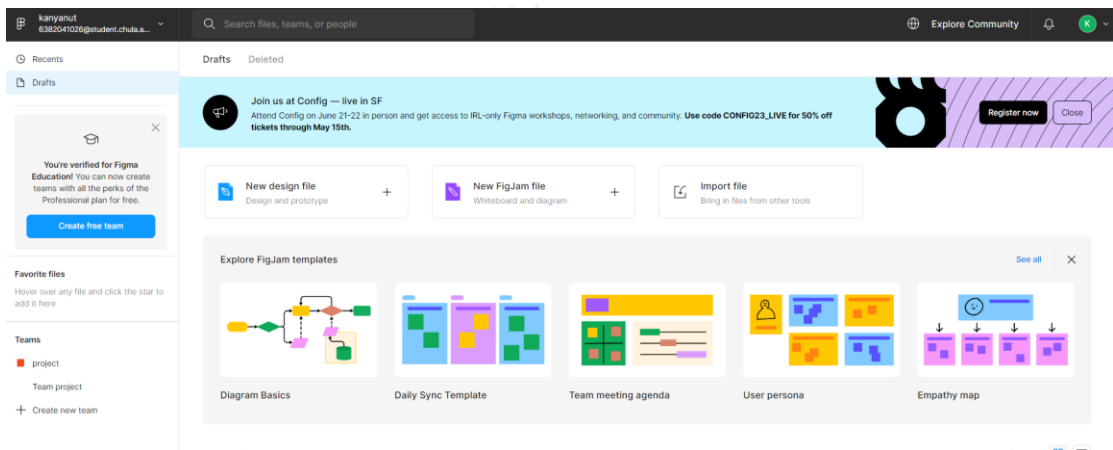 kanyanut
6382041026@student.chula.a...
Search files, teams, or people
Explore Community
K
Recents
Drafts
Drafts Deleted
Join us at Config — live in SF
Attend Config on June 21-22 in person and get access to IRL-only Figma workshops, networking, and community. Use code CONFIG23_LIVE for 50% off
tickets through May 15th.
Register now
Close
You're verified for Figma
Education! You can now create
teams with all the perks of the
Professional plan for free.
Create free team
New design file
Design and prototype
New FigJam file
Whiteboard and diagram
Import file
Bring in files from other tools
Favorite files
Hover over any file and click the star to
add it here
Teams
project
Team project
Create new team
Explore FigJam templates
See all
Diagram Basics
Daily Sync Template
Team meeting agenda
User persona
Empathy map